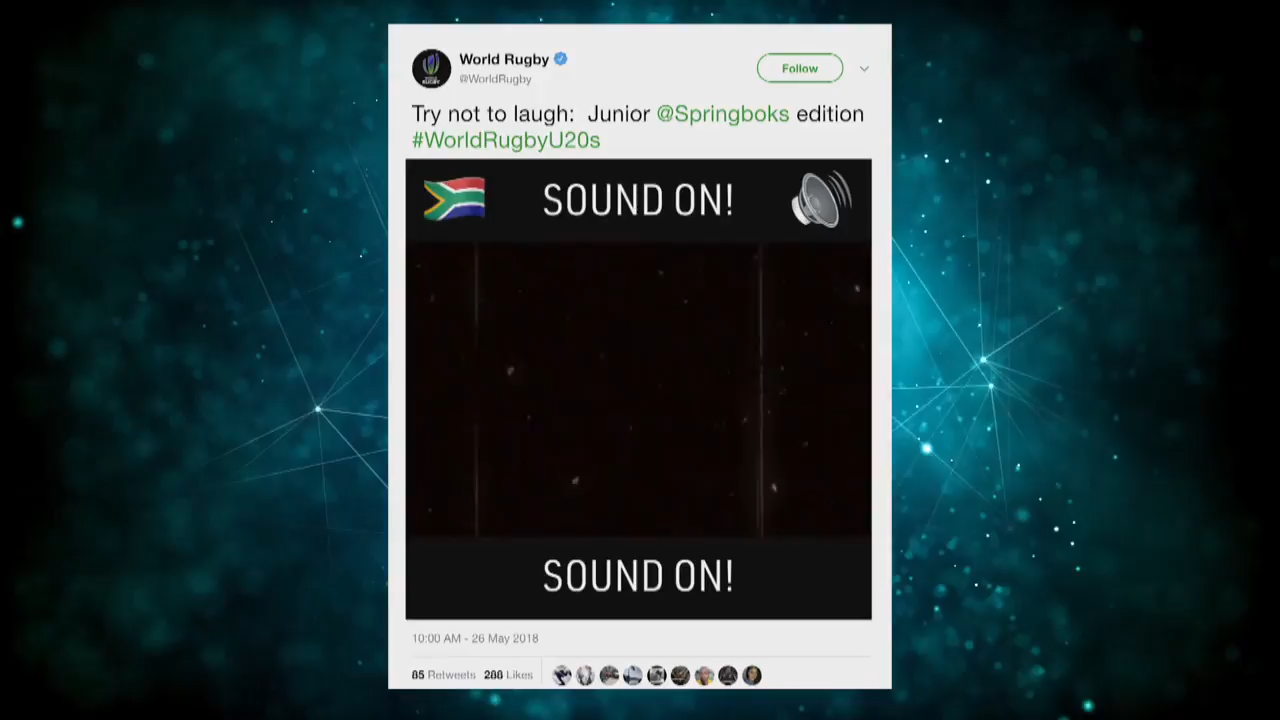 World Rugby
@WorldRugby
Follow
Try not to laugh: Junior @Springboks edition
#WorldRugbyU20s
SOUND ON!
SOUND ON!
10:00 AM - 26 May 2018
85 Retweets 288 Likes